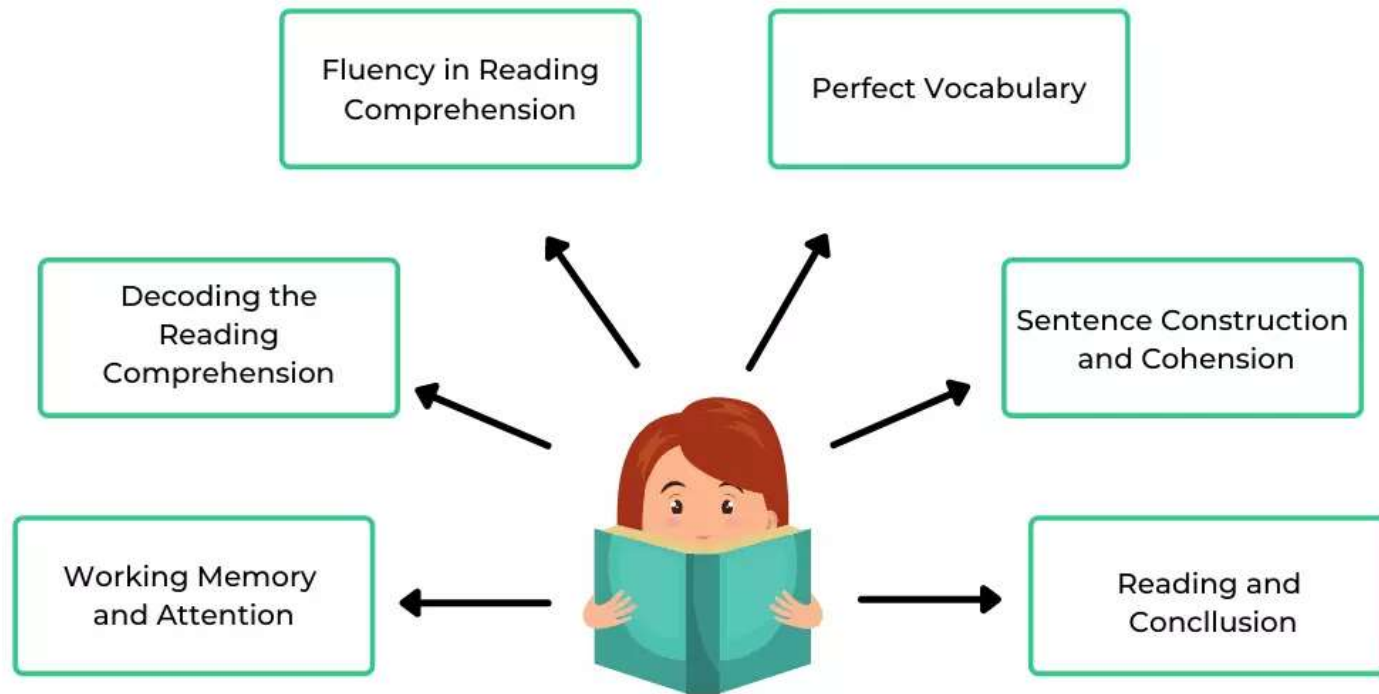 Fluency in Reading
Comprehension
Perfect Vocabulary
Decoding the
Reading
Comprehension
Sentence Construction
and Cohension
Working Memory
and Attention
Reading and
Concllusion